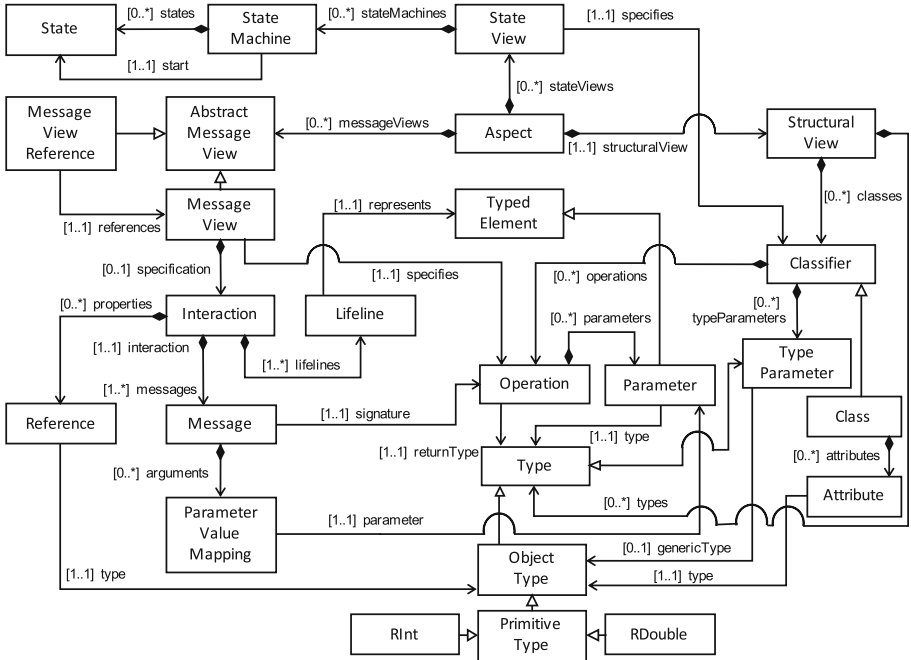 State
[0..*] states
State
Machine
[0..*] stateMachines
State
View
[1..1] specifies
[1..1] start
[0..*] stateViews
Message
View
Reference
Abstract
Message
View
[0..*] messageViews
Aspect
[1..1] structuralView
Structural
View
[0..*] classes
Message
View
[1..1] references
[1..1] represents
Typed
Element
[0..1] specification
[1..1] specifies
[0..*] operations
Classifier
[0..*] properties
Interaction
Lifeline
[0..*] parameters
[0..*]
typeParameters
[1..1] interaction
[1..*] lifelines
Type
Parameter
[1..*] messages
Operation
Parameter
Reference
Message
[1..1] signature
Class
[1..1] type
[1..1] returnType
Type
[0..*] attributes
[0..*] arguments
Attribute
[0..*] types
Parameter
Value
Mapping
[1..1] parameter
[0..1] genericType
Object
Type
[1..1] type
[1..1] type
RInt
Primitive
Type
RDouble